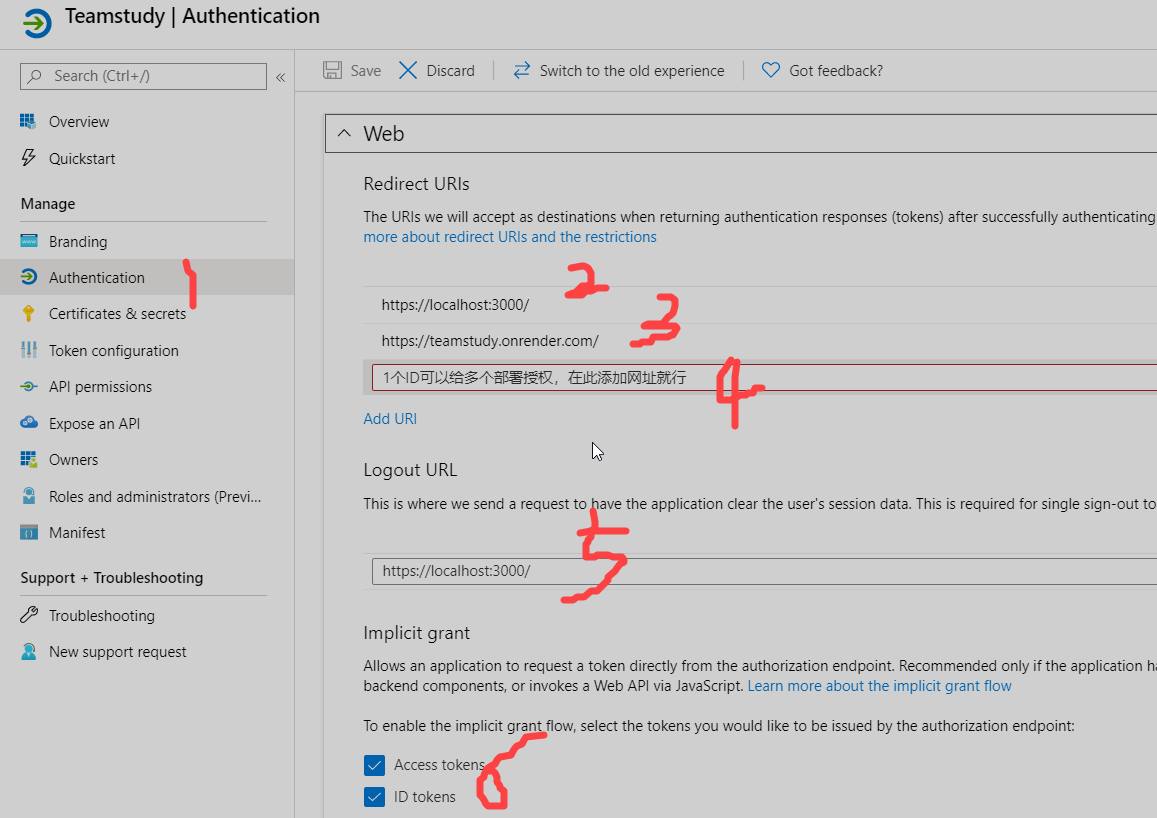 Teamstudy | Authentication
Search (Ctrl+/)
«
Save
Discard
Switch to the old experience
Got feedback?
Overview
Quickstart
Manage
Branding
Authentication
1
Certificates & secrets
Token configuration
API permissions
Expose an API
Owners
Roles and administrators (Previ...
Manifest
Support + Troubleshooting
Troubleshooting
New support request
Web
Redirect URIs
The URIs we will accept as destinations when returning authentication responses (tokens) after successfully authenticating
more about redirect URIs and the restrictions
2
https://localhost:3000/
3
https://teamstudy.onrender.com/
1个ID可以给多个部署授权，在此添加网址就行
4
Add URI
Logout URL
This is where we send a request to have the application clear the user's session data. This is required for single sign-out to
5
https://localhost:3000/
Implicit grant
Allows an application to request a token directly from the authorization endpoint. Recommended only if the application ha
backend components, or invokes a Web API via JavaScript. Learn more about the implicit grant flow
To enable the implicit grant flow, select the tokens you would like to be issued by the authorization endpoint:
Access tokens
6
ID tokens